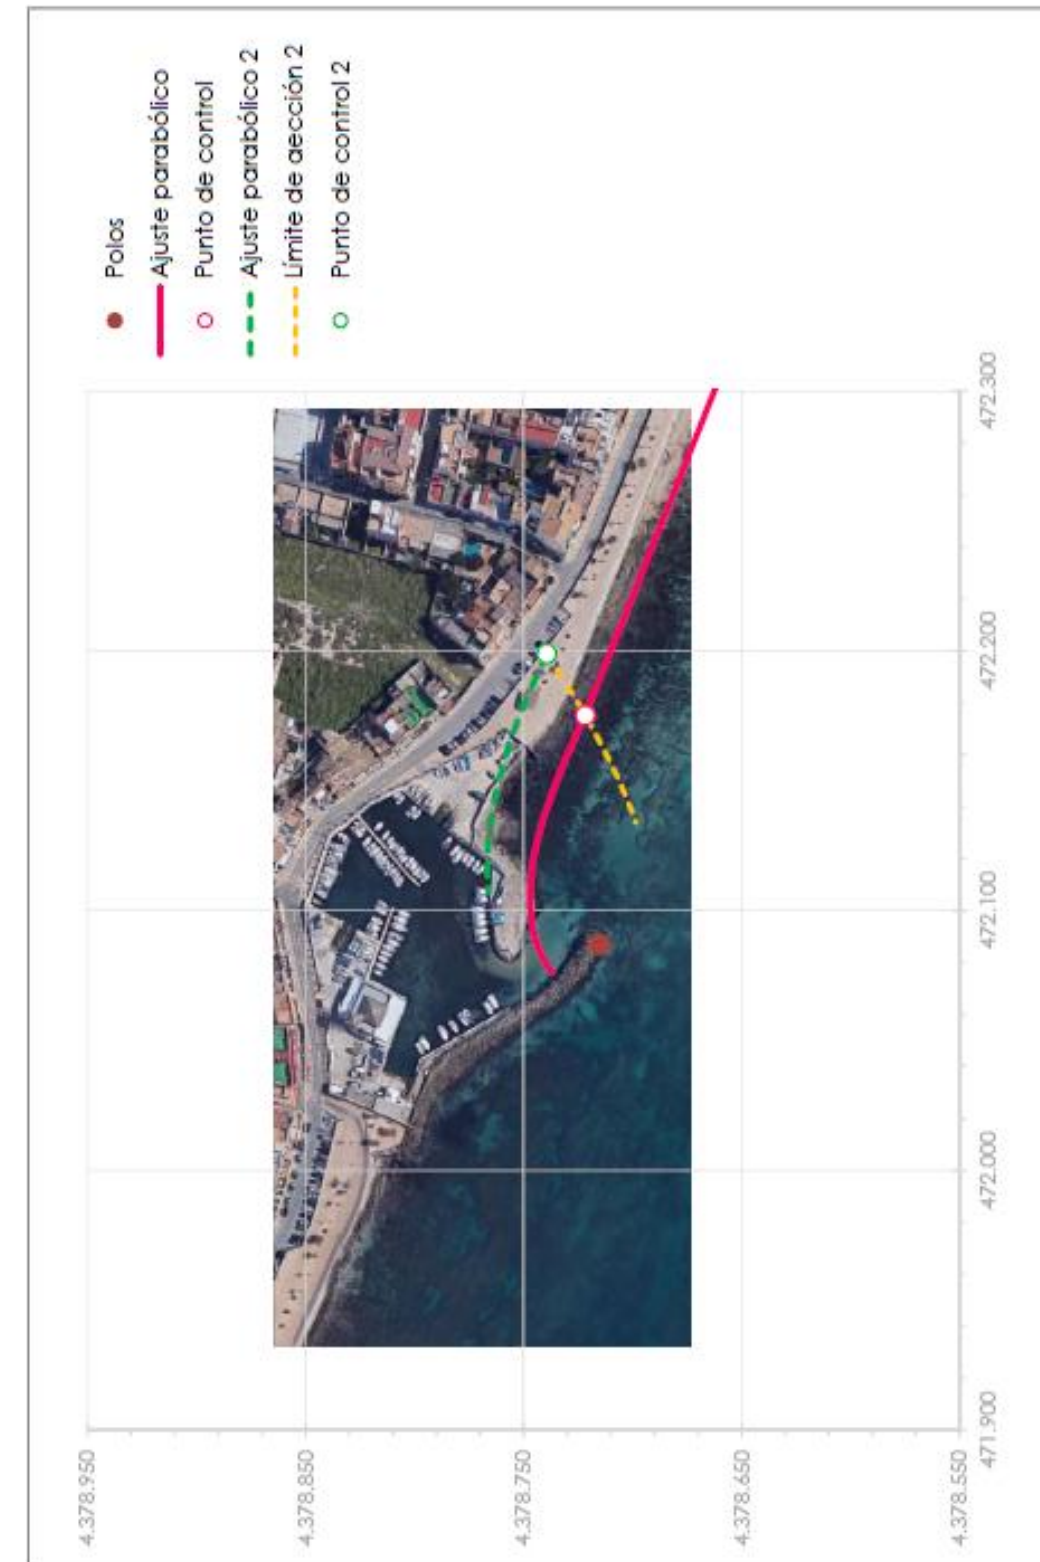 Polos
Ajuste parabólico
Punto de control
Ajuste parabólico 2
Límite de aección 2
Punto de control 2
4.378.950
4.378.850
4.378.750
4.378.650
4.378.550
471.900
472.000
472.100
472.200
472.300